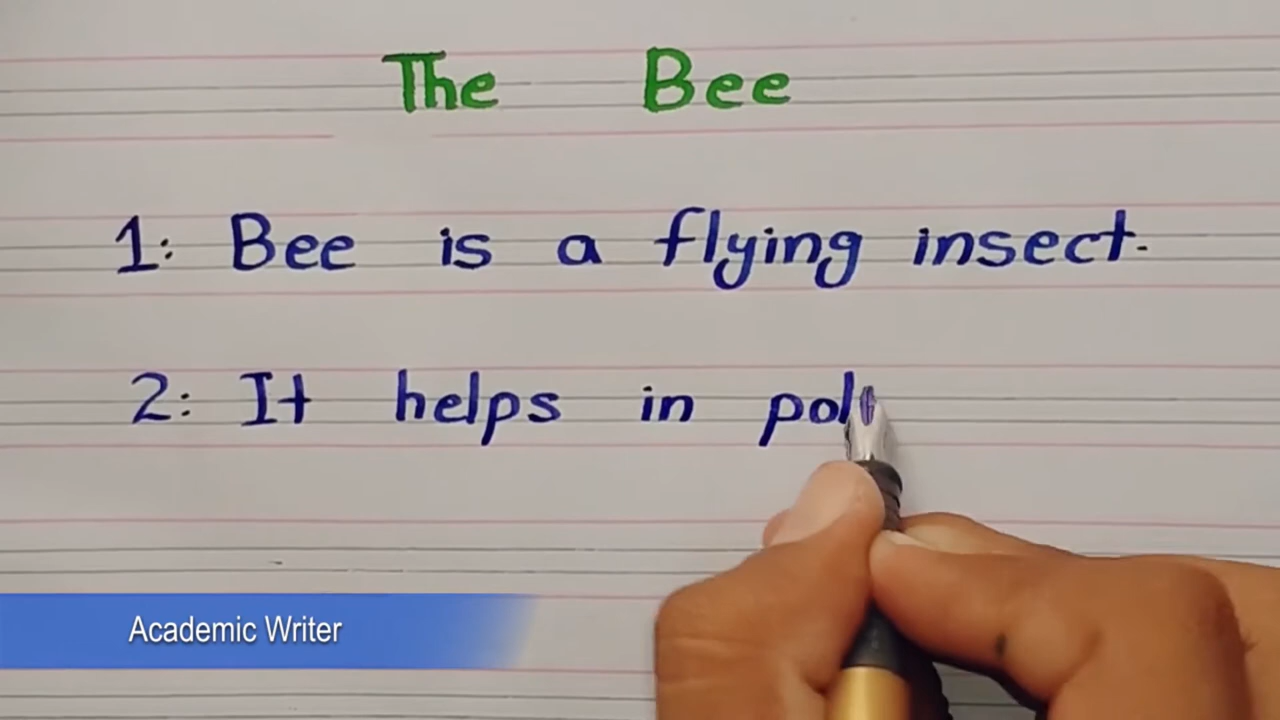 The Bee
1: Bee is a flying insect.
2: It helps in pol
Academic Writer